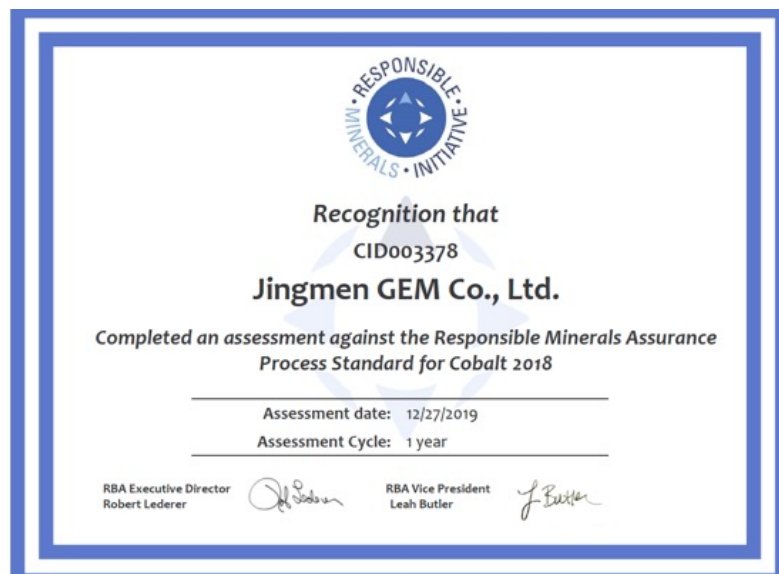 RESPONSIBLE • MINERALS • INITIATIVE •
Recognition that
CID003378
Jingmen GEM Co., Ltd.
Completed an assessment against the Responsible Minerals Assurance
Process Standard for Cobalt 2018
Assessment date: 12/27/2019
Assessment Cycle: 1 year
RBA Executive Director
Robert Lederer
RBA Vice President
Leah Butler
J Butler